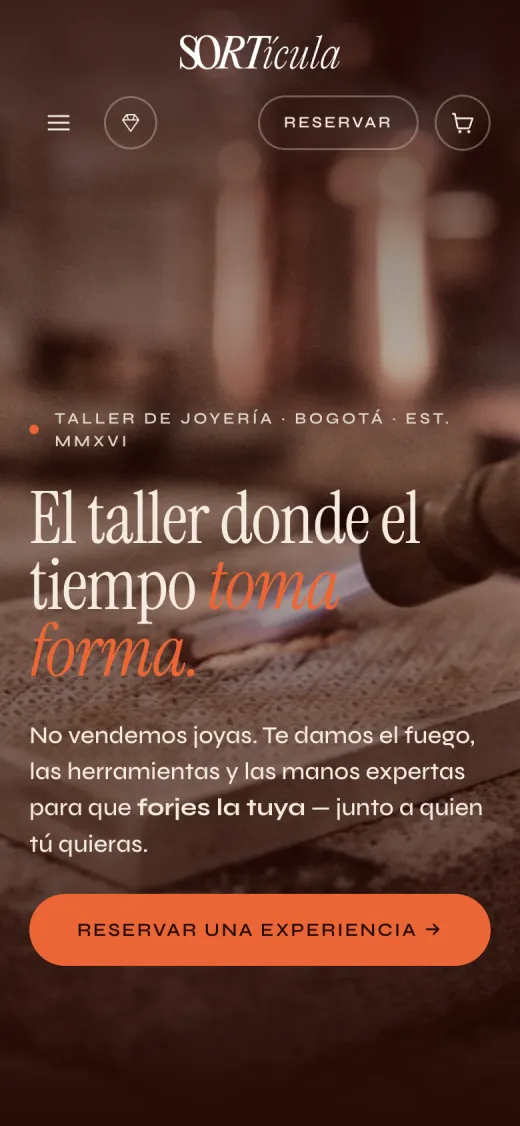 SORTícula
RESERVAR
TALLER DE JOYERÍA · BOGOTÁ · EST.
MMXVI
El taller donde el
tiempo toma
forma.
No vendemos joyas. Te damos el fuego,
las herramientas y las manos expertas
para que forjes la tuya — junto a quien
tú quieras.
RESERVAR UNA EXPERIENCIA →